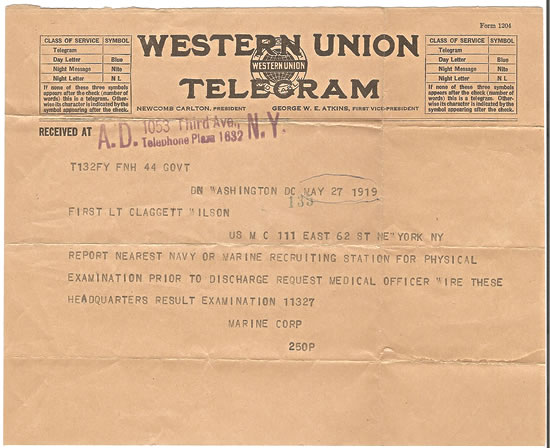 Form 1204
CLASS OF SERVICE SYMBOL
Telegram
Day Letter Blue
Night Message Nite
Night Letter N L
If none of these three symbols
appears after the check (number of
words) this is a telegram. Otherwise
its character is indicated by the
symbol appearing after the check.
WESTERN UNION
WESTERN UNION
TELEGRAM
NEWCOMB CARLTON, PRESIDENT GEORGE W. E. ATKINS, FIRST VICE-PRESIDENT
CLASS OF SERVICE SYMBOL
Telegram
Day Letter Blue
Night Message Nite
Night Letter N L
If none of these three symbols
appears after the check (number of
words) this is a telegram. Otherwise
its character is indicated by the
symbol appearing after the check.
RECEIVED AT
A.D. 1053 Third Ave., N.Y.
Telephone Plaza 1632
T132FY FNH 44 GOVT
DN WASHINGTON DC MAY 27 1919
135
FIRST LT CLAGGETT WILSON
US M C 111 EAST 62 ST NEWYORK NY
REPORT NEAREST NAVY OR MARINE RECRUITING STATION FOR PHYSICAL
EXAMINATION PRIOR TO DISCHARGE REQUEST MEDICAL OFFICER WIRE THESE
HEADQUARTERS RESULT EXAMINATION 11327
MARINE CORP
250P